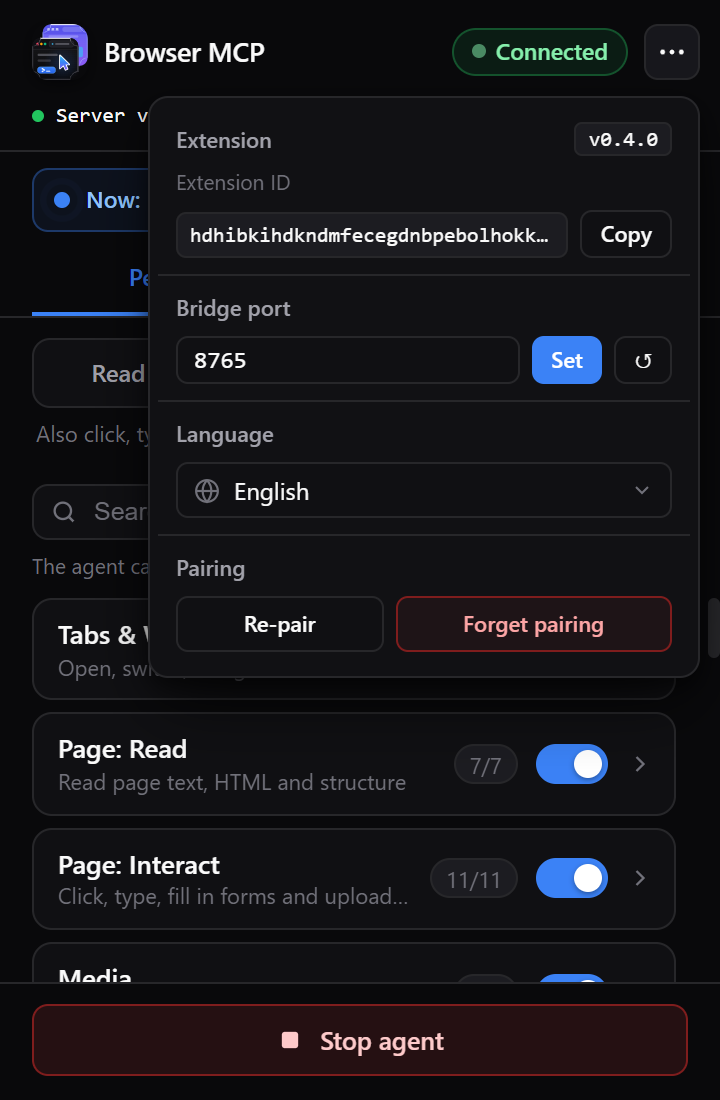 Browser MCP
Connected
Server v
Extension
v0.4.0
Extension ID
hdhibkihdkndmfecegdnbpebolhokk…
Copy
Now:
Bridge port
8765
Set
Read
Also click, ty
Language
English
Sear
The agent ca
Pairing
Re-pair
Forget pairing
Tabs &
Open, sw
Page: Read
Read page text, HTML and structure
7/7
Page: Interact
Click, type, fill in forms and upload…
11/11
Media
Stop agent